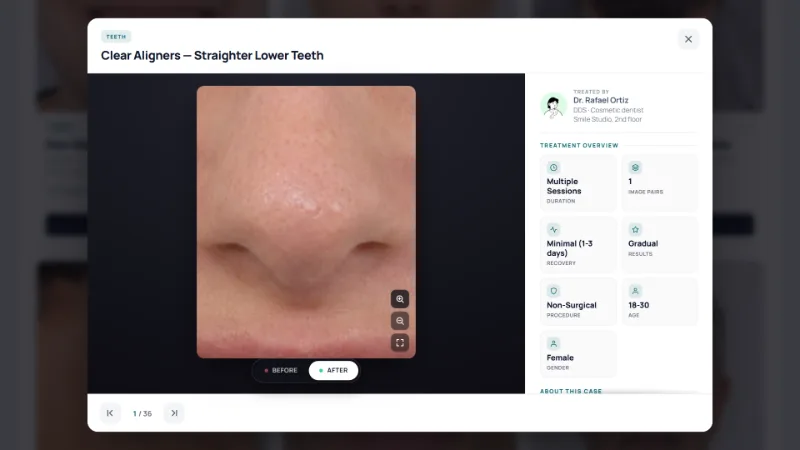 TEETH
Clear Aligners — Straighter Lower Teeth
TREATED BY
Dr. Rafael Ortiz
DDS · Cosmetic dentist
Smile Studio, 2nd floor
TREATMENT OVERVIEW
Multiple
Sessions
DURATION
1
IMAGE PAIRS
Minimal (1-3
days)
RECOVERY
Gradual
RESULTS
Non-Surgical
PROCEDURE
18-30
AGE
Female
GENDER
ABOUT THIS CASE
BEFORE
AFTER
1 / 36